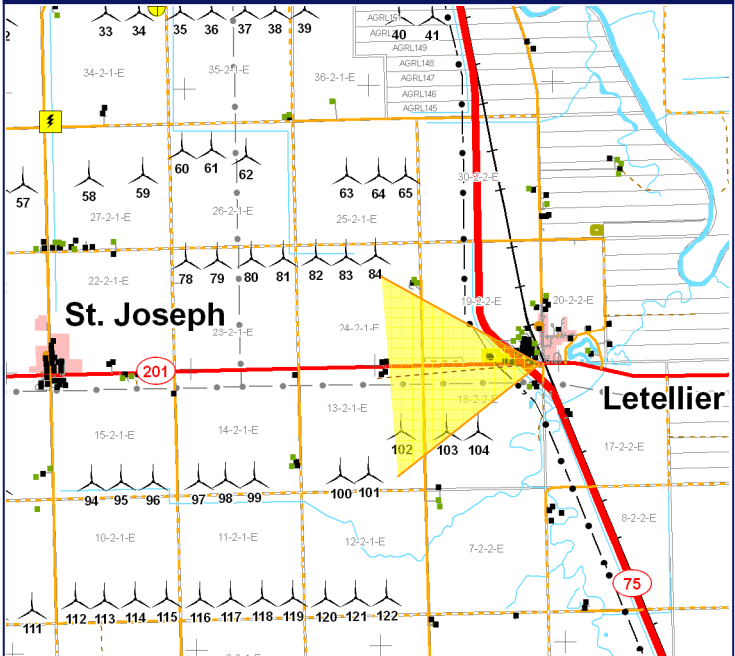 33 34 35 36 37 38 39 40 41
AGRL149
AGRL148
AGRL147
AGRL146
AGRL145
34-2-1-E 35-2-1-E 36-2-1-E
60 61 62
57 58 59 63 64 65
30-2-2-E
27-2-1-E 26-2-1-E 25-2-1-E
78 79 80 81 82 83 84
22-2-1-E
19-2-2-E 20-2-2-E
St. Joseph
23-2-1-E 24-2-1-E
201
Letellier
18-2-2-E
13-2-1-E
15-2-1-E 14-2-1-E
102 103 104
17-2-2-E
94 95 96 97 98 99 100 101
8-2-2-E
10-2-1-E 11-2-1-E 12-2-1-E 7-2-2-E
75
111 112 113 114 115 116 117 118 119 120 121 122